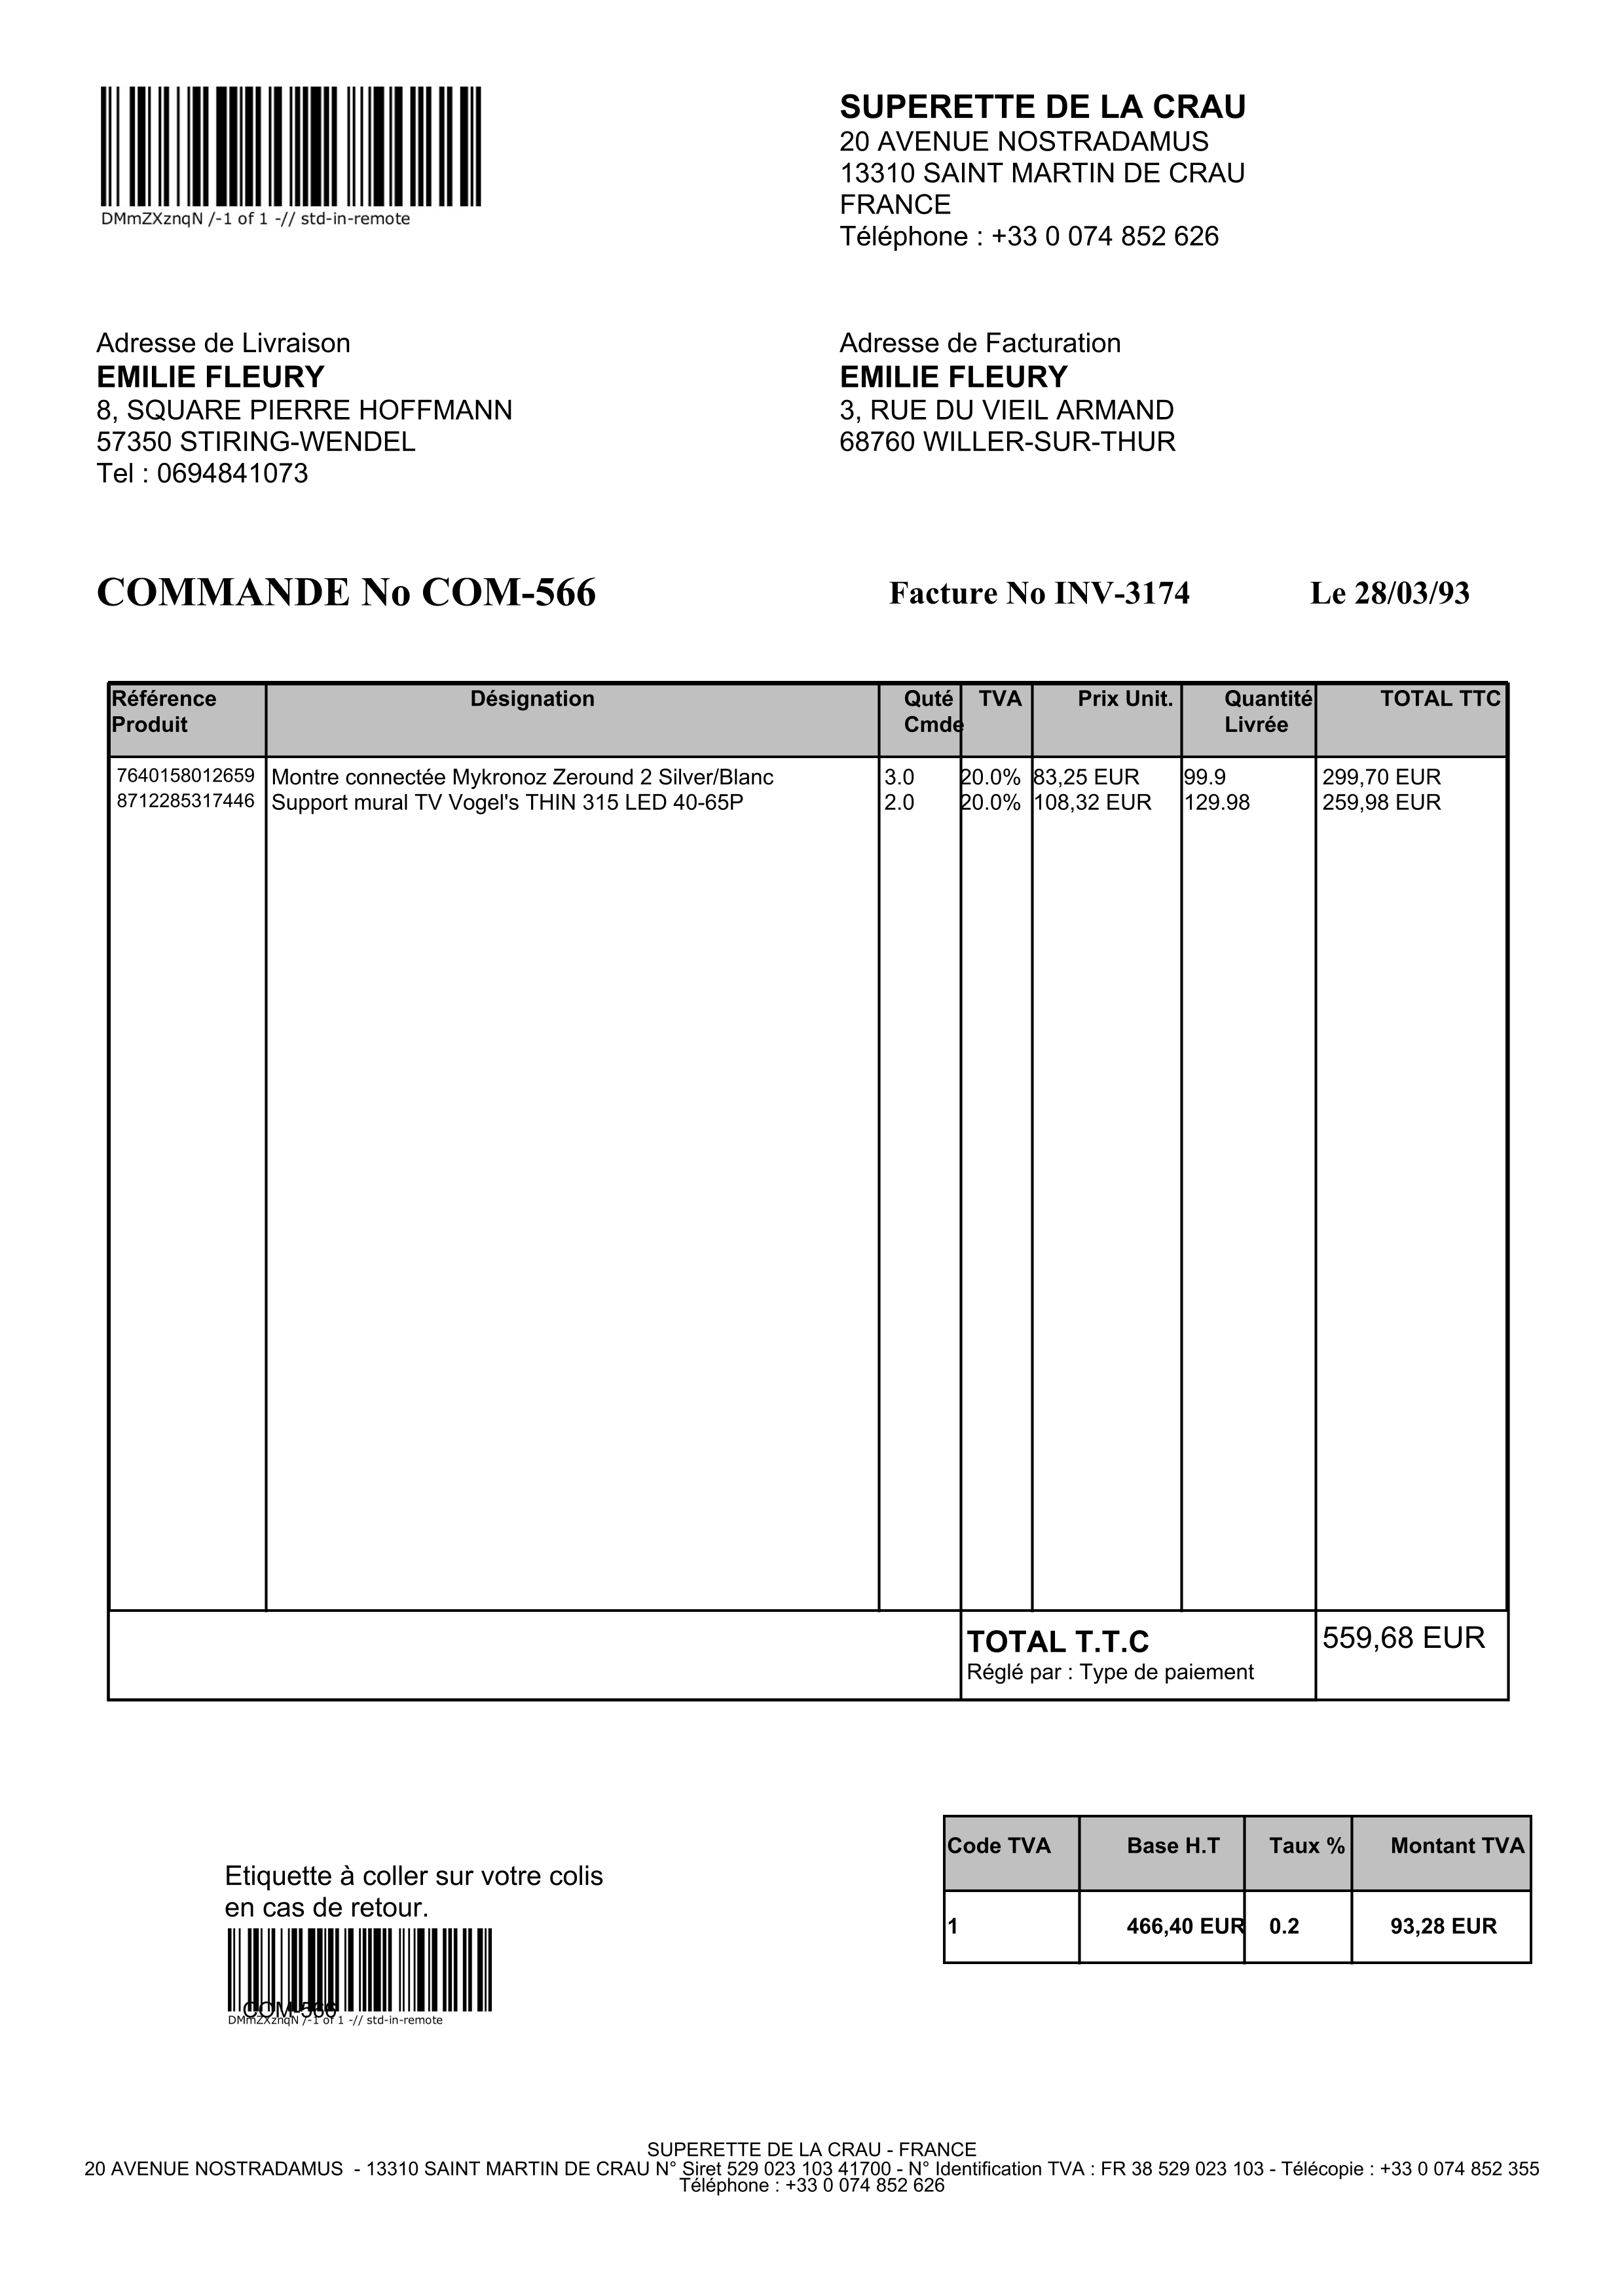 DMmZXznqN /-1 of 1 -// std-in-remote
SUPERETTE DE LA CRAU
20 AVENUE NOSTRADAMUS
13310 SAINT MARTIN DE CRAU
FRANCE
Téléphone : +33 0 074 852 626
Adresse de Livraison
EMILIE FLEURY
8, SQUARE PIERRE HOFFMANN
57350 STIRING-WENDEL
Tel : 0694841073
Adresse de Facturation
EMILIE FLEURY
3, RUE DU VIEIL ARMAND
68760 WILLER-SUR-THUR
COMMANDE No COM-566 Facture No INV-3174 Le 28/03/93
Référence Produit Désignation Quté Cmde TVA Prix Unit. Quantité Livrée TOTAL TTC
7640158012659 Montre connectée Mykronoz Zeround 2 Silver/Blanc 3.0 20.0% 83,25 EUR 99.9 299,70 EUR
8712285317446 Support mural TV Vogel's THIN 315 LED 40-65P 2.0 20.0% 108,32 EUR 129.98 259,98 EUR
TOTAL T.T.C 559,68 EUR
Réglé par : Type de paiement
Code TVA Base H.T Taux % Montant TVA
1 466,40 EUR 0.2 93,28 EUR
Etiquette à coller sur votre colis
en cas de retour.
COM-566
DMmZXznqN /-1 of 1 -// std-in-remote
SUPERETTE DE LA CRAU - FRANCE
20 AVENUE NOSTRADAMUS - 13310 SAINT MARTIN DE CRAU N° Siret 529 023 103 41700 - N° Identification TVA : FR 38 529 023 103 - Télécopie : +33 0 074 852 355
Téléphone : +33 0 074 852 626